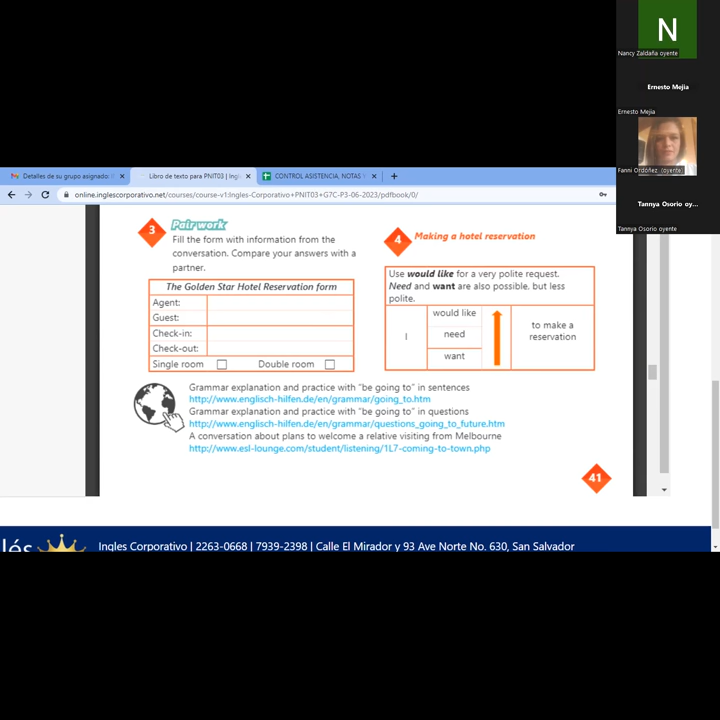 N
Nancy Zaldaña oyente
Ernesto Mejia
Ernesto Mejia
Fanni Ordoñez (oyente)
Tannya Osorio oy...
Tannya Osorio oyente
Detalles de su grupo asignado:
Libro de texto para PNIT03 | Ingl
CONTROL ASISTENCIA, NOTAS
online.inglescorporativo.net/courses/course-v1:Ingles-Corporativo+PNIT03+G7C-P3-06-2023/pdfbook/0/
3
Pair work
Fill the form with information from the
conversation. Compare your answers with a
partner.
The Golden Star Hotel Reservation form
Agent:
Guest:
Check-in:
Check-out:
Single room Double room
4
Making a hotel reservation
Use would like for a very polite request.
Need and want are also possible, but less
polite.
I
would like
need
want
to make a
reservation
Grammar explanation and practice with "be going to" in sentences
http://www.englisch-hilfen.de/en/grammar/going_to.htm
Grammar explanation and practice with "be going to" in questions
http://www.englisch-hilfen.de/en/grammar/questions_going_to_future.htm
A conversation about plans to welcome a relative visiting from Melbourne
http://www.esl-lounge.com/student/listening/1L7-coming-to-town.php
41
lés
Ingles Corporativo | 2263-0668 | 7939-2398 | Calle El Mirador y 93 Ave Norte No. 630, San Salvador